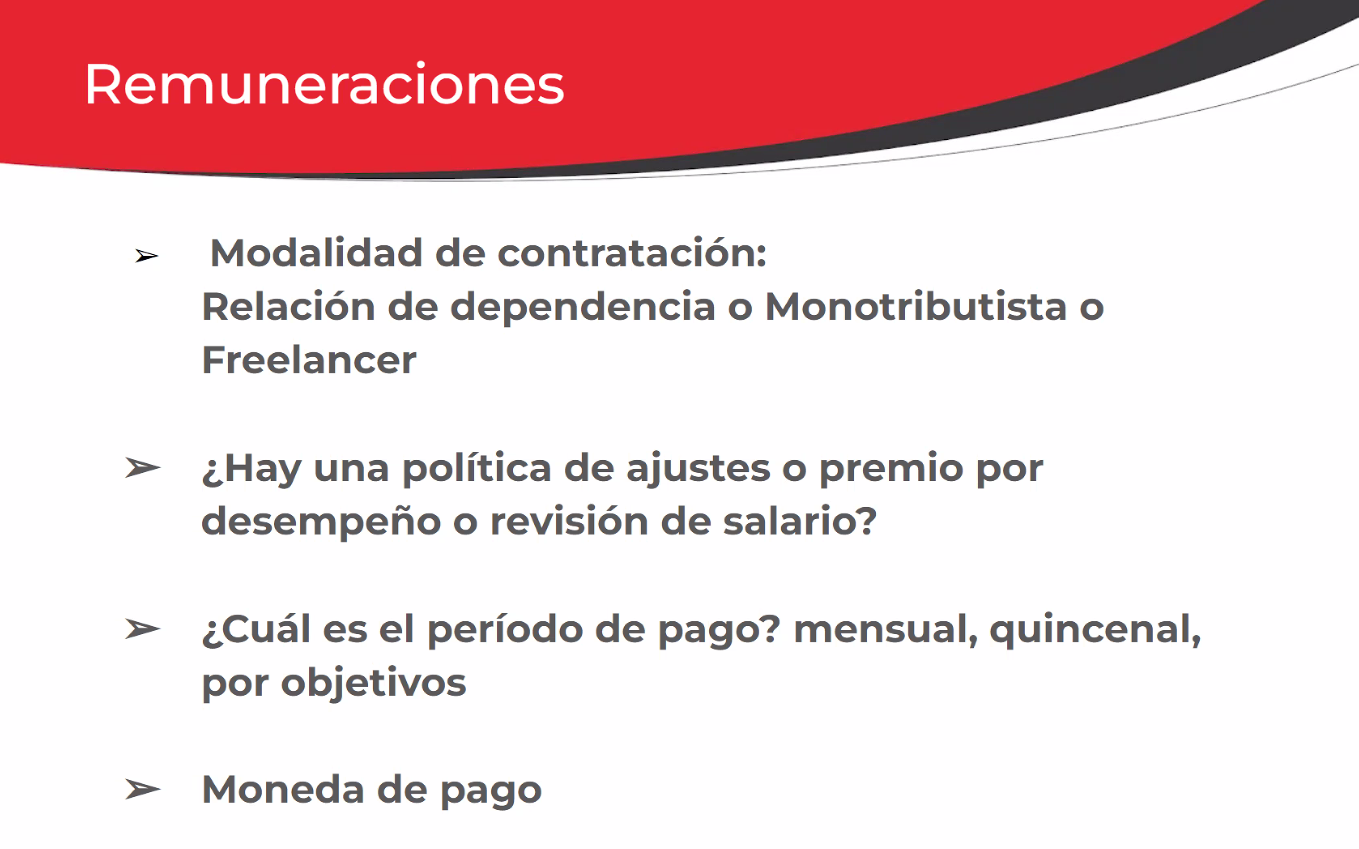 Remuneraciones
➢ Modalidad de contratación:
Relación de dependencia o Monotributista o
Freelancer
➢ ¿Hay una política de ajustes o premio por
desempeño o revisión de salario?
➢ ¿Cuál es el período de pago? mensual, quincenal,
por objetivos
➢ Moneda de pago